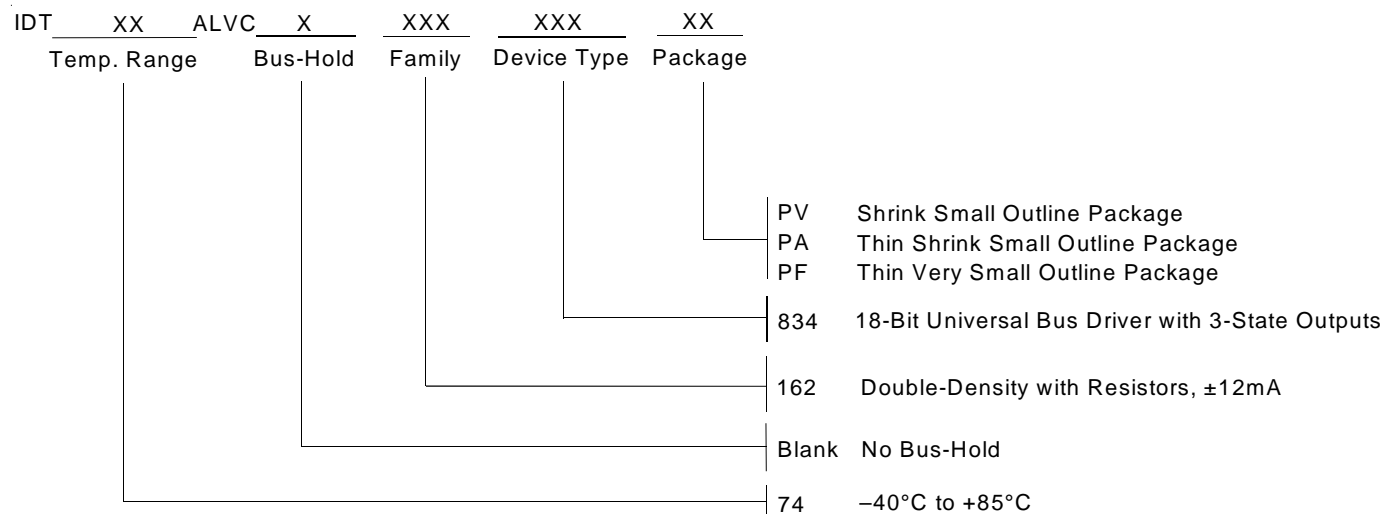 IDT XX ALVC X XXX XXX XX
Temp. Range Bus-Hold Family Device Type Package
PV Shrink Small Outline Package
PA Thin Shrink Small Outline Package
PF Thin Very Small Outline Package
834 18-Bit Universal Bus Driver with 3-State Outputs
162 Double-Density with Resistors, ±12mA
Blank No Bus-Hold
74 –40°C to +85°C